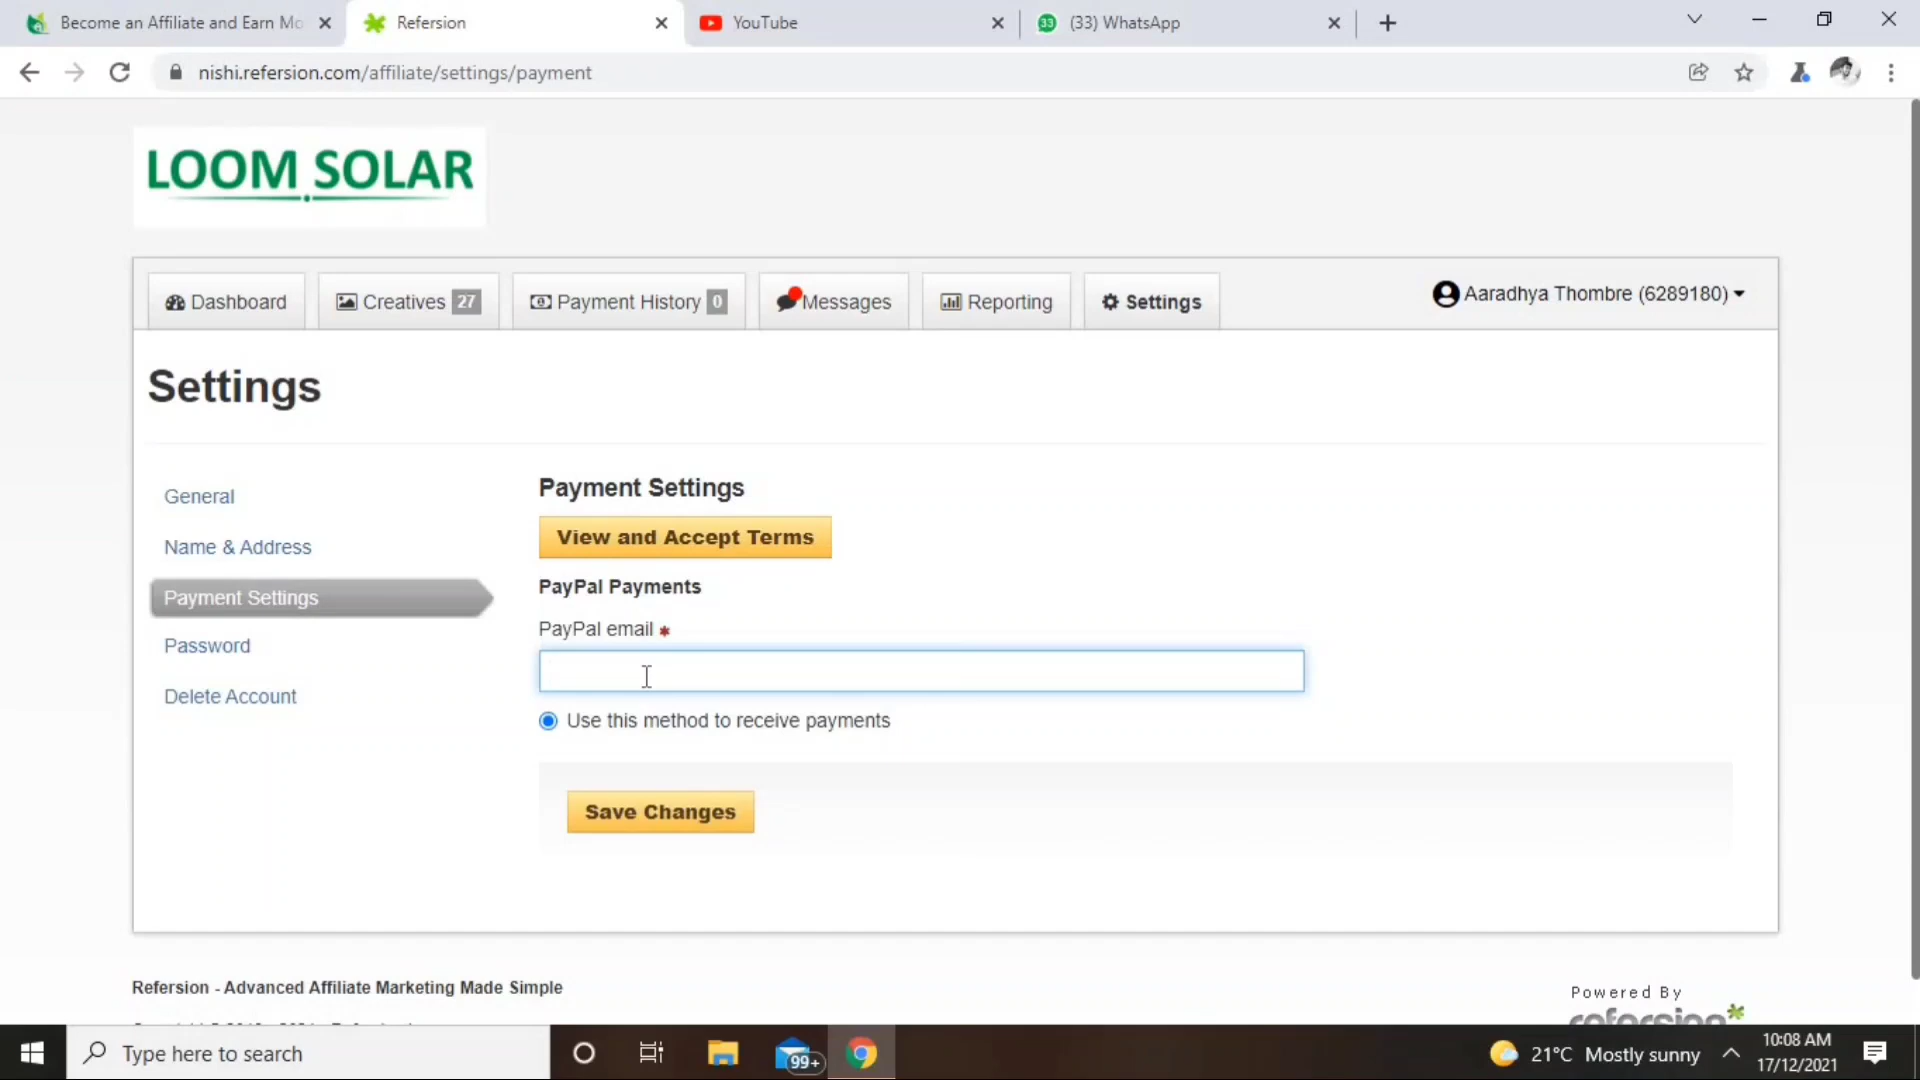 Become an Affiliate and Earn Mo
Refersion
YouTube
33
(33) WhatsApp
nishi.refersion.com/affiliate/settings/payment
LOOM SOLAR
Dashboard
Creatives 27
Payment History 0
Messages
Reporting
Settings
Aaradhya Thombre (6289180)
Settings
General
Name & Address
Payment Settings
Password
Delete Account
Payment Settings
View and Accept Terms
PayPal Payments
PayPal email *
Use this method to receive payments
Save Changes
Refersion - Advanced Affiliate Marketing Made Simple
Powered By
refersion
Type here to search
99+
21°C Mostly sunny
10:08 AM
17/12/2021